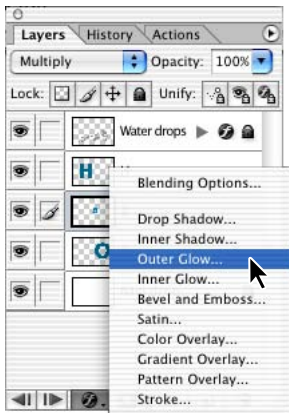 Layers History Actions
Multiply Opacity: 100%
Lock: Unify:
Water drops
H
Blending Options...
Drop Shadow...
Inner Shadow...
Outer Glow...
Inner Glow...
Bevel and Emboss...
Satin...
Color Overlay...
Gradient Overlay...
Pattern Overlay...
Stroke...